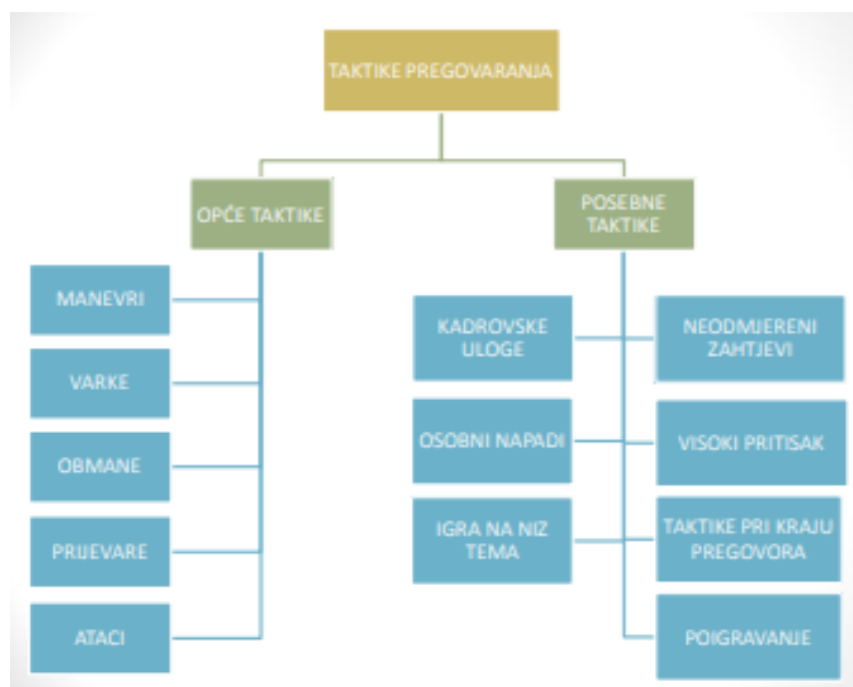 TAKTIKE PREGOVARANJA
OPĆE TAKTIKE
POSEBNE
TAKTIKE
MANEVRI
VARKE
OBMANE
PRIJEVARE
ATACI
KADROVSKE
ULOGE
NEODMJERENI
ZAHTJEVI
OSOBNI NAPADI
VISOKI PRITISAK
IGRA NA NIZ
TEMA
TAKTIKE PRI KRAJU
PREGOVORA
POIGRAVANJE